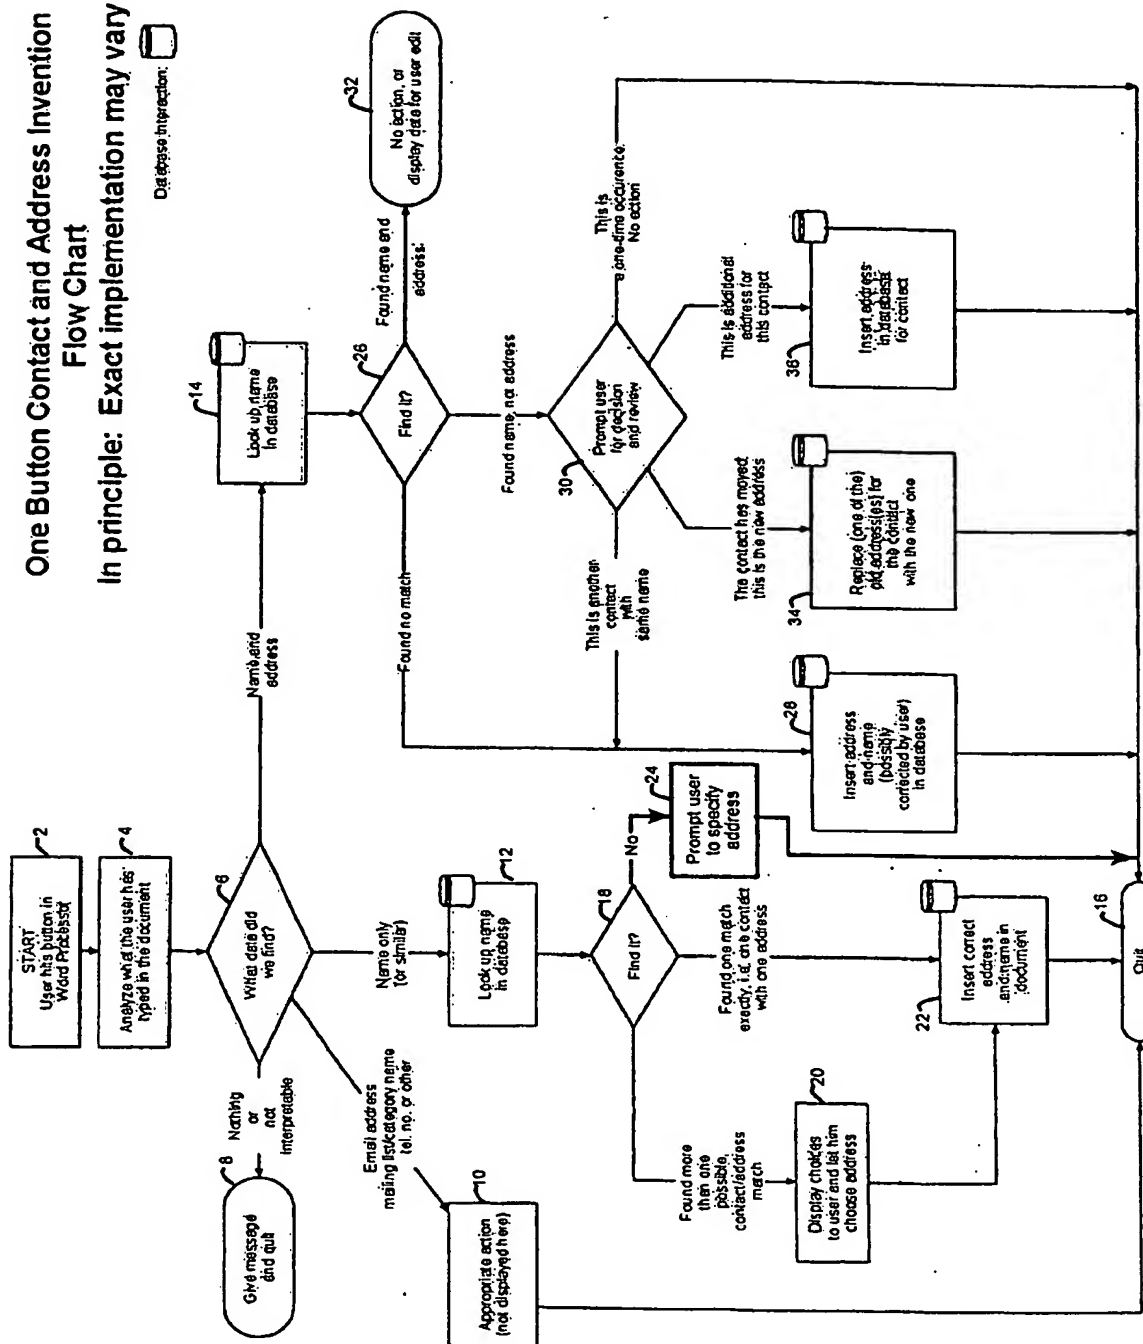 One Button Contact and Address Invention
Flow Chart
In principle: Exact implementation may vary
Database Interaction:
START
User hits button in
Word Processor
2
Analyze what the user has
typed in the document
4
What data did
we find?
6
Nothing
or
not
Interpretable
Give message
and quit
8
Email address
mailing list/category name
tel. no. or other
Appropriate action
(not displayed here)
10
Name only
(or similar)
Look up name
in database
12
Name and
address
Look up name
in database
14
Find it?
18
No
Prompt user
to specify
address
24
Found one match
exactly, i.e. one contact
with one address
Found more
than one
possible,
contact/address
match
Display choices
to user and let him
choose address
20
Insert correct
address
and name in
document
22
Find it?
26
Found name and
address:
No action, or
display data for user edit
32
Found no match
Found name, not address
Prompt user
for decision
and review
30
This is another
contact
with
same name
The contact has moved;
this is the new address
This is additional
address for
this contact
This is
a one-time occurence.
No action
Insert address
and name
(possibly
corrected by user)
in database
28
Replace (one of the)
old address(es) for
the contact
with the new one
34
Insert address
in database
for contact
36
Quit
16